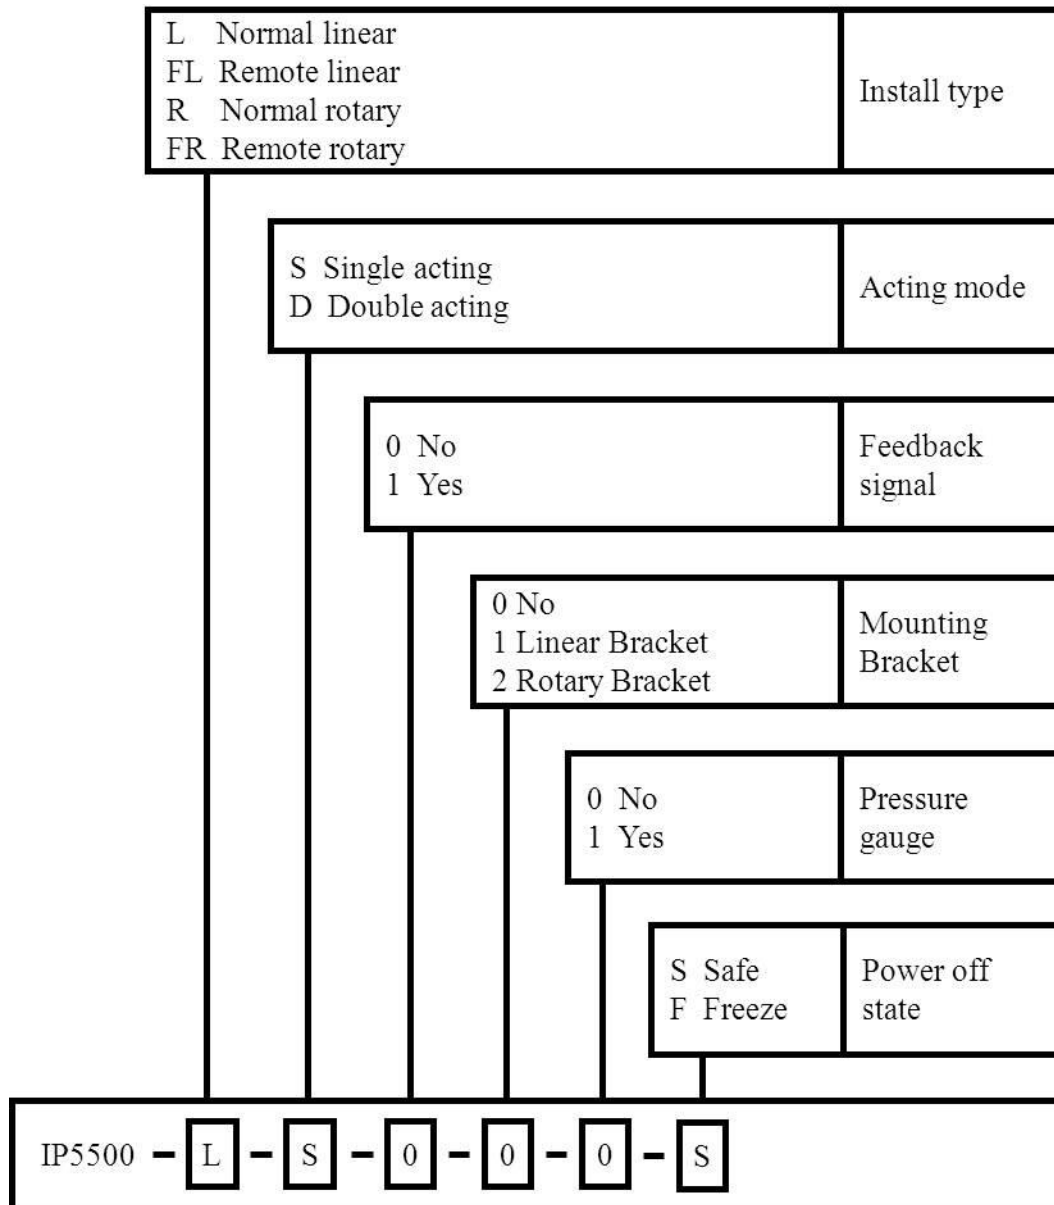 L Normal linear
FL Remote linear
R Normal rotary
FR Remote rotary
Install type
S Single acting
D Double acting
Acting mode
0 No
1 Yes
Feedback
signal
0 No
1 Linear Bracket
2 Rotary Bracket
Mounting
Bracket
0 No
1 Yes
Pressure
gauge
S Safe
F Freeze
Power off
state
IP5500 - L - S - 0 - 0 - 0 - S